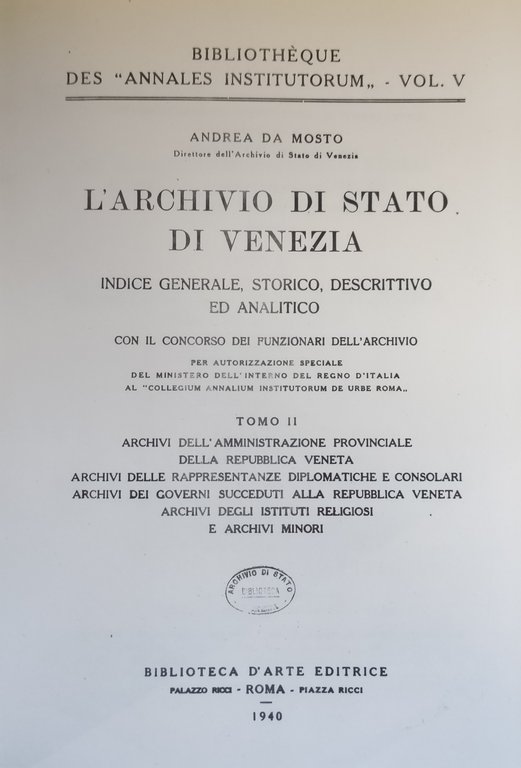 BIBLIOTHÈQUE
DES "ANNALES INSTITUTORUM„ - VOL. V
ANDREA DA MOSTO
Direttore dell'Archivio di Stato di Venezia
L'ARCHIVIO DI STATO
DI VENEZIA
INDICE GENERALE, STORICO, DESCRITTIVO
ED ANALITICO
CON IL CONCORSO DEI FUNZIONARI DELL'ARCHIVIO
PER AUTORIZZAZIONE SPECIALE
DEL MINISTERO DELL'INTERNO DEL REGNO D'ITALIA
AL "COLLEGIUM ANNALIUM INSTITUTORUM DE URBE ROMA„
TOMO II
ARCHIVI DELL'AMMINISTRAZIONE PROVINCIALE
DELLA REPUBBLICA VENETA
ARCHIVI DELLE RAPPRESENTANZE DIPLOMATICHE E CONSOLARI
ARCHIVI DEI GOVERNI SUCCEDUTI ALLA REPUBBLICA VENETA
ARCHIVI DEGLI ISTITUTI RELIGIOSI
E ARCHIVI MINORI
ARCHIVIO DI STATO
BIBLIOTECA
BIBLIOTECA D'ARTE EDITRICE
PALAZZO RICCI - ROMA - PIAZZA RICCI
1940